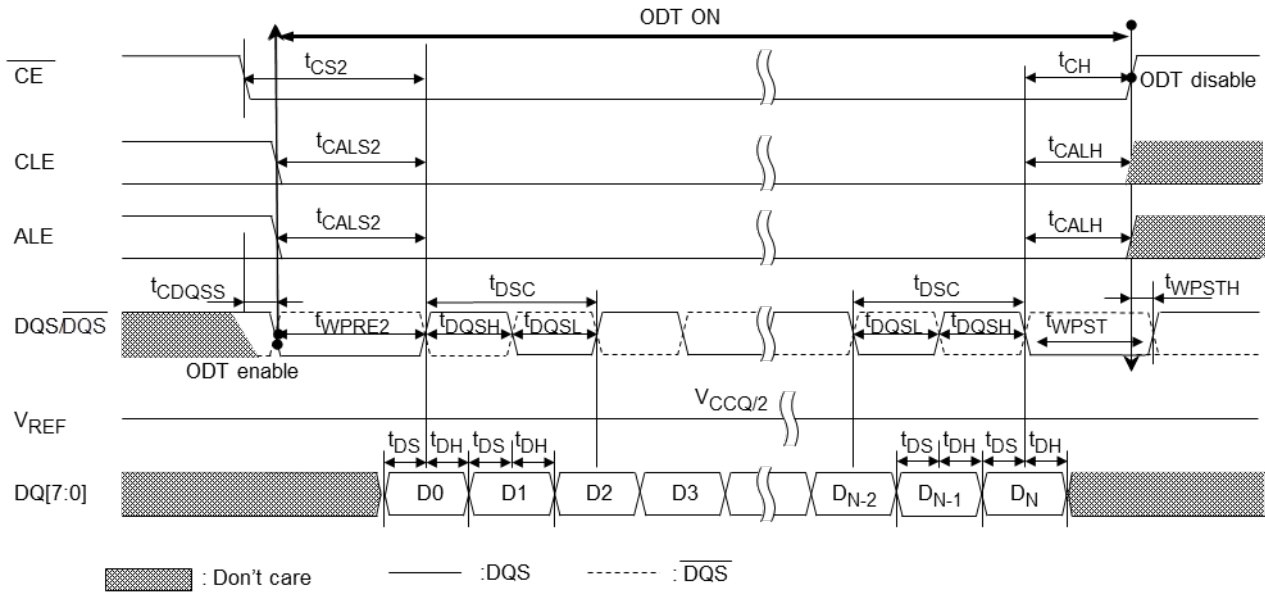 ODT ON
CE
tCS2
tCH
ODT disable
CLE
tCALS2
tCALH
ALE
tCALS2
tCALH
tCDQSS
tDSC
tDSC
tWPSTH
DQS/DQS
tWPRE2
tDQSH
tDQSL
tDQSL
tDQSH
tWPST
ODT enable
VREF
VCCQ/2
tDS tDH tDS tDH
tDS tDH tDS tDH
DQ[7:0]
D0
D1
D2
D3
DN-2
DN-1
DN
: Don't care
:DQS
:DQS